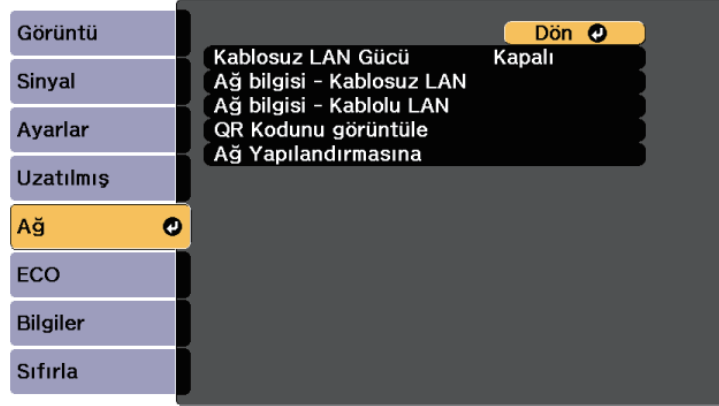 Görüntü
Sinyal
Ayarlar
Uzatılmış
Ağ
ECO
Bilgiler
Sıfırla
Dön
Kablosuz LAN Gücü Kapalı
Ağ bilgisi - Kablosuz LAN
Ağ bilgisi - Kablolu LAN
QR Kodunu görüntüle
Ağ Yapılandırmasına